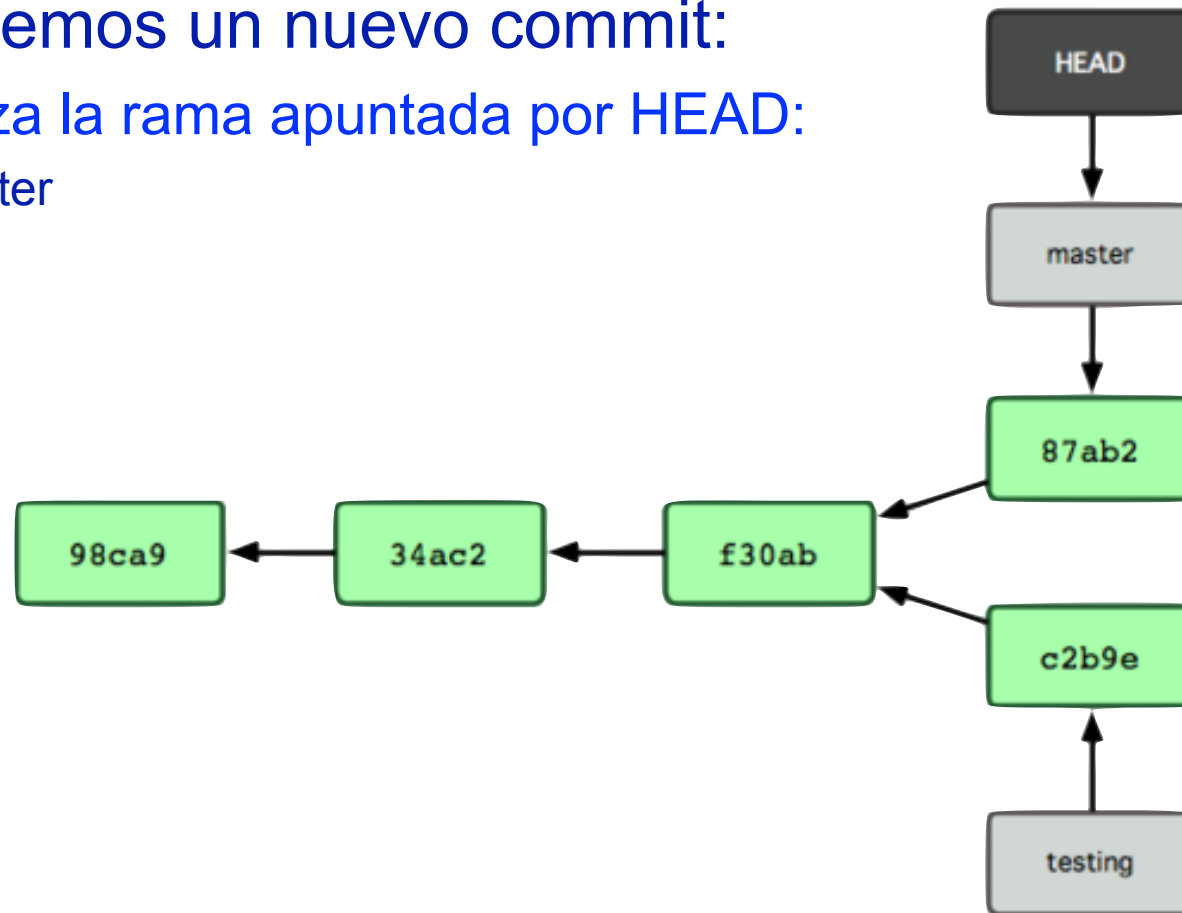 emos un nuevo commit:
za la rama apuntada por HEAD:
ter
HEAD
master
87ab2
98ca9
34ac2
f30ab
c2b9e
testing